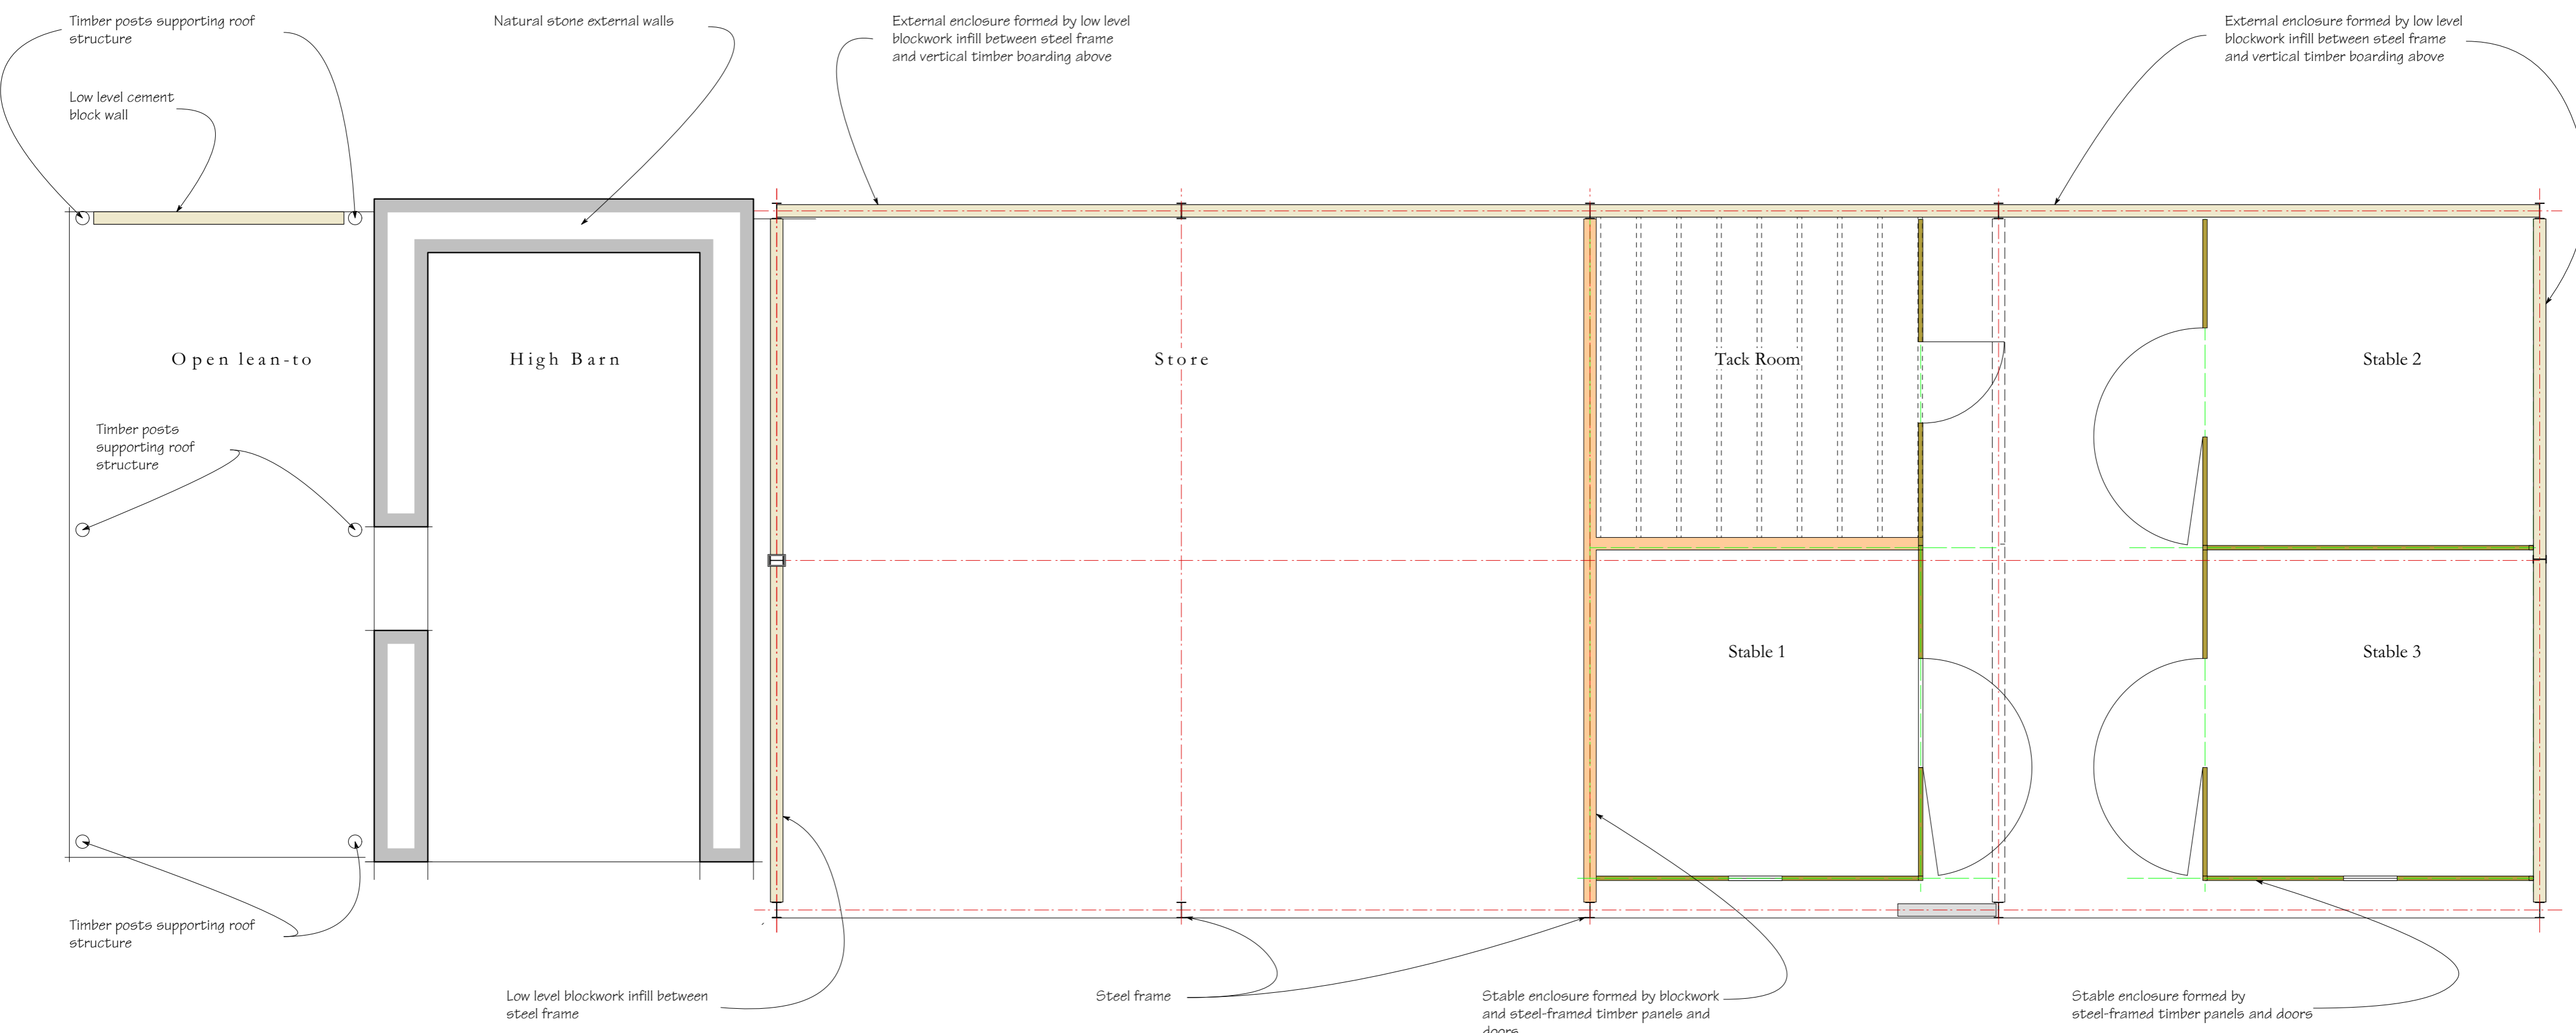 Timber posts supporting roof
structure
Natural stone external walls
External enclosure formed by low level
blockwork infill between steel frame
and vertical timber boarding above
External enclosure formed by low level
blockwork infill between steel frame
and vertical timber boarding above
Low level cement
block wall
Open lean-to
High Barn
Store
Tack Room
Stable 2
Timber posts
supporting roof
structure
Stable 1
Stable 3
Timber posts supporting roof
structure
Low level blockwork infill between
steel frame
Steel frame
Stable enclosure formed by blockwork
and steel-framed timber panels and
doors
Stable enclosure formed by
steel-framed timber panels and doors